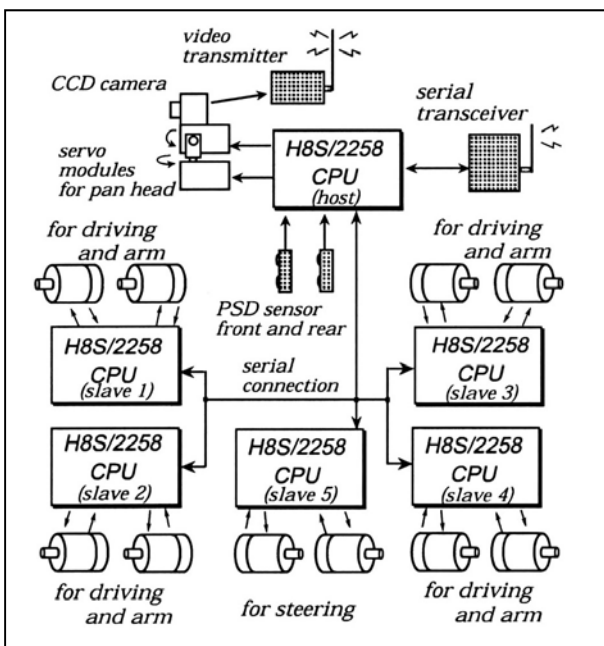 video
transmitter
CCD camera
serial
transceiver
servo
modules
for pan head
H8S/2258
CPU
(host)
for driving
and arm
PSD sensor
front and rear
for driving
and arm
H8S/2258
CPU
(slave 1)
serial
connection
H8S/2258
CPU
(slave 3)
H8S/2258
CPU
(slave 2)
H8S/2258
CPU
(slave 5)
H8S/2258
CPU
(slave 4)
for driving
and arm
for steering
for driving
and arm